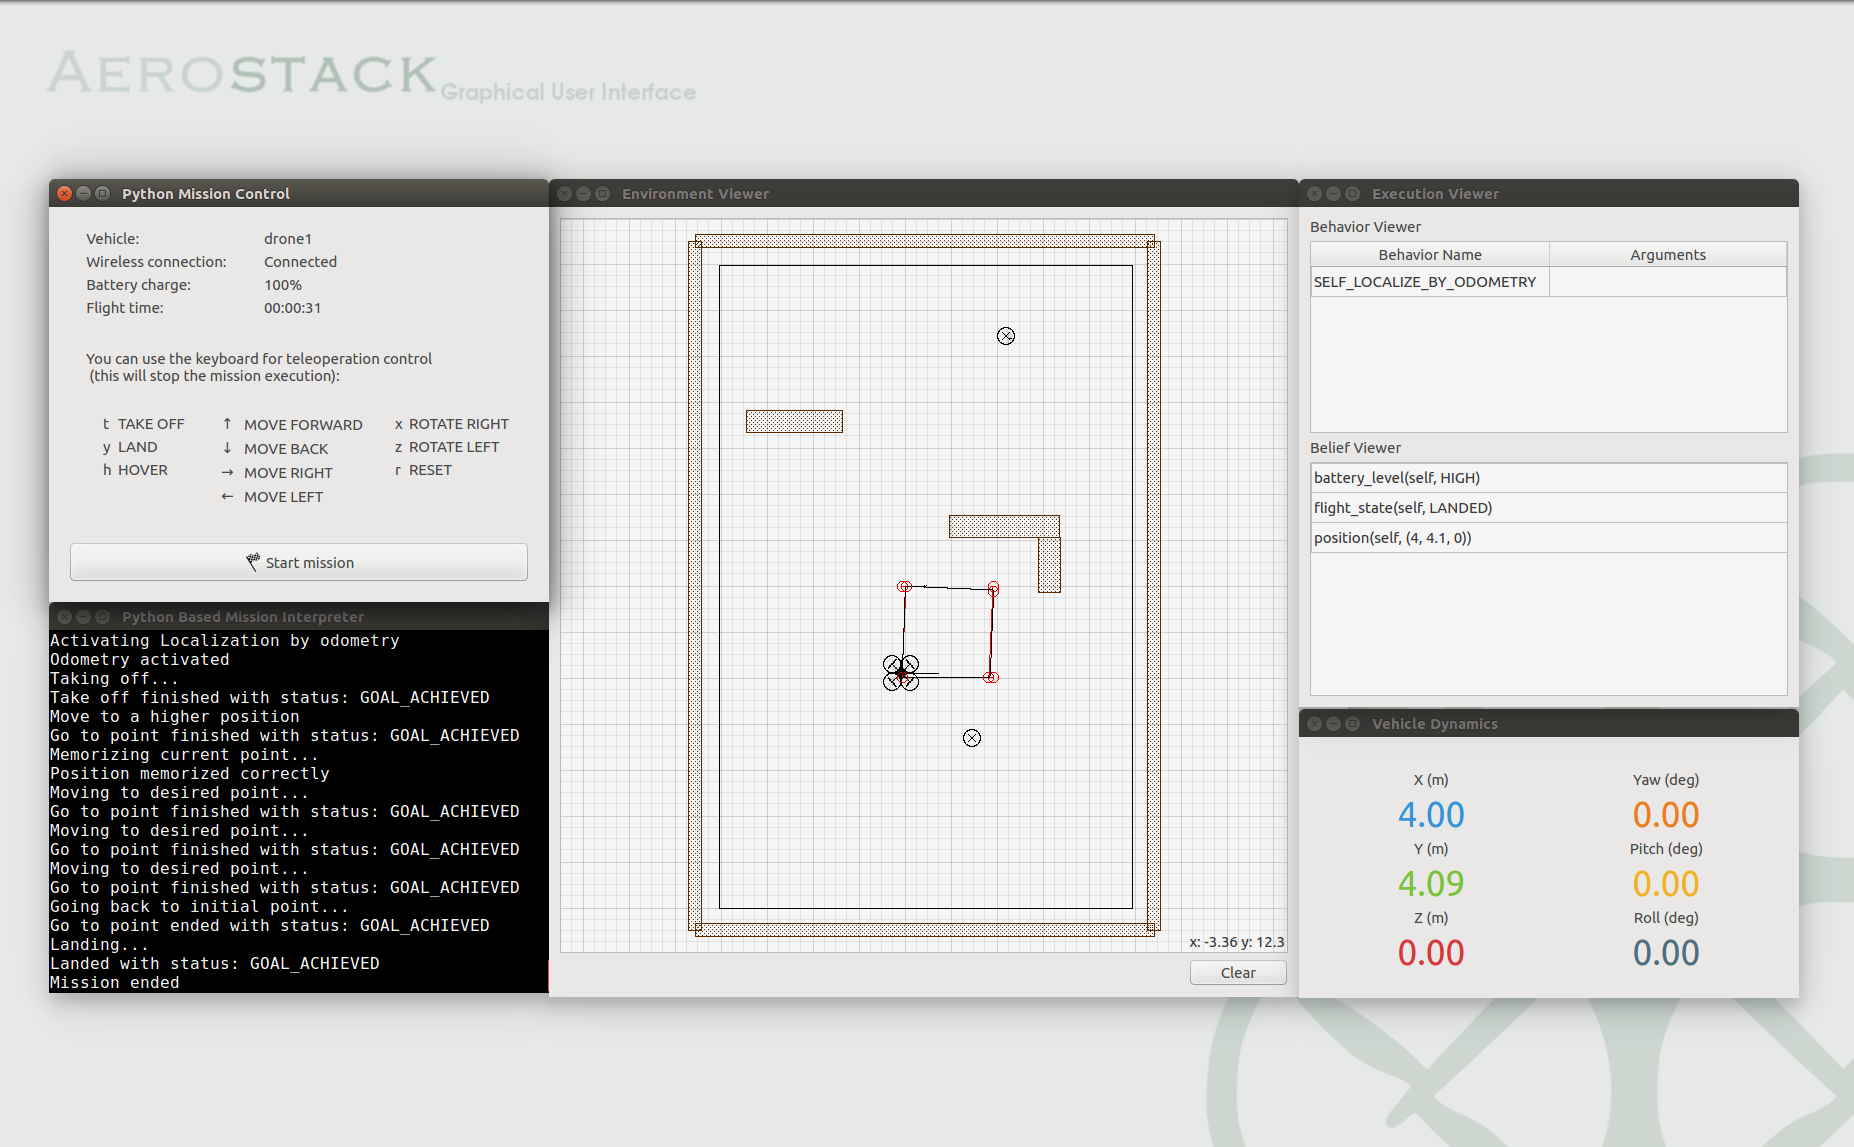 AEROSTACK Graphical User Interface
Python Mission Control
Vehicle: drone1
Wireless connection: Connected
Battery charge: 100%
Flight time: 00:00:31
You can use the keyboard for teleoperation control
(this will stop the mission execution):
t TAKE OFF ↑ MOVE FORWARD x ROTATE RIGHT
y LAND ↓ MOVE BACK z ROTATE LEFT
h HOVER → MOVE RIGHT r RESET
← MOVE LEFT
Start mission
Python Based Mission Interpreter
Activating Localization by odometry
Odometry activated
Taking off...
Take off finished with status: GOAL_ACHIEVED
Move to a higher position
Go to point finished with status: GOAL_ACHIEVED
Memorizing current point...
Position memorized correctly
Moving to desired point...
Go to point finished with status: GOAL_ACHIEVED
Moving to desired point...
Go to point finished with status: GOAL_ACHIEVED
Moving to desired point...
Go to point finished with status: GOAL_ACHIEVED
Going back to initial point...
Go to point ended with status: GOAL_ACHIEVED
Landing...
Landed with status: GOAL_ACHIEVED
Mission ended
Environment Viewer
x: -3.36 y: 12.3
Clear
Execution Viewer
Behavior Viewer
Behavior Name Arguments
SELF_LOCALIZE_BY_ODOMETRY
Belief Viewer
battery_level(self, HIGH)
flight_state(self, LANDED)
position(self, (4, 4.1, 0))
Vehicle Dynamics
X (m) Yaw (deg)
4.00 0.00
Y (m) Pitch (deg)
4.09 0.00
Z (m) Roll (deg)
0.00 0.00